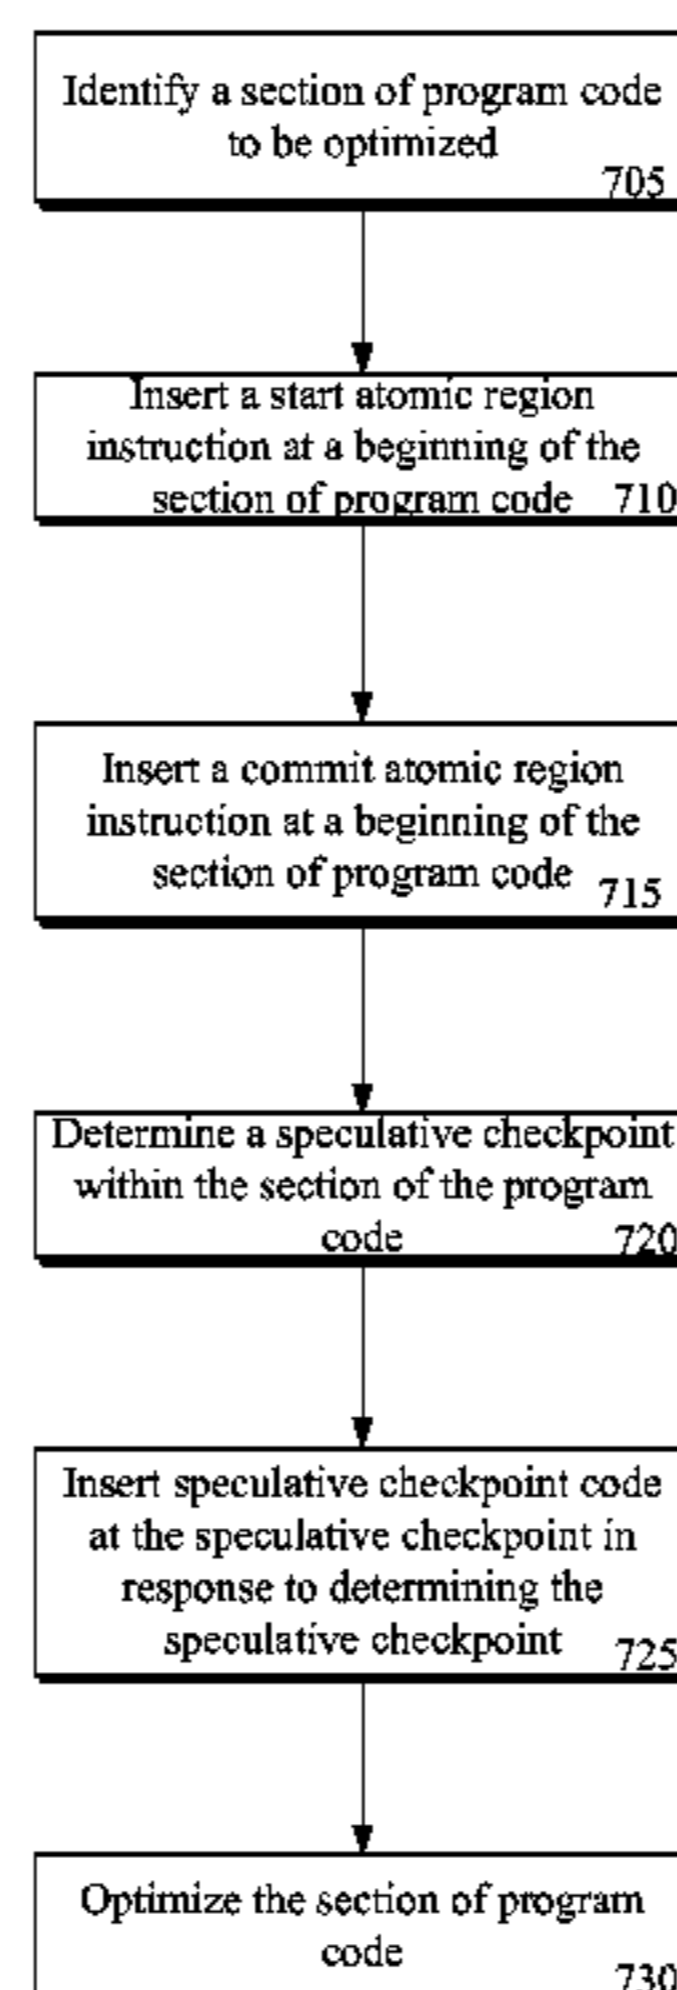 Identify a section of program code
to be optimized
705
Insert a start atomic region
instruction at a beginning of the
section of program code 710
Insert a commit atomic region
instruction at a beginning of the
section of program code 715
Determine a speculative checkpoint
within the section of the program
code 720
Insert speculative checkpoint code
at the speculative checkpoint in
response to determining the
speculative checkpoint 725
Optimize the section of program
code
730